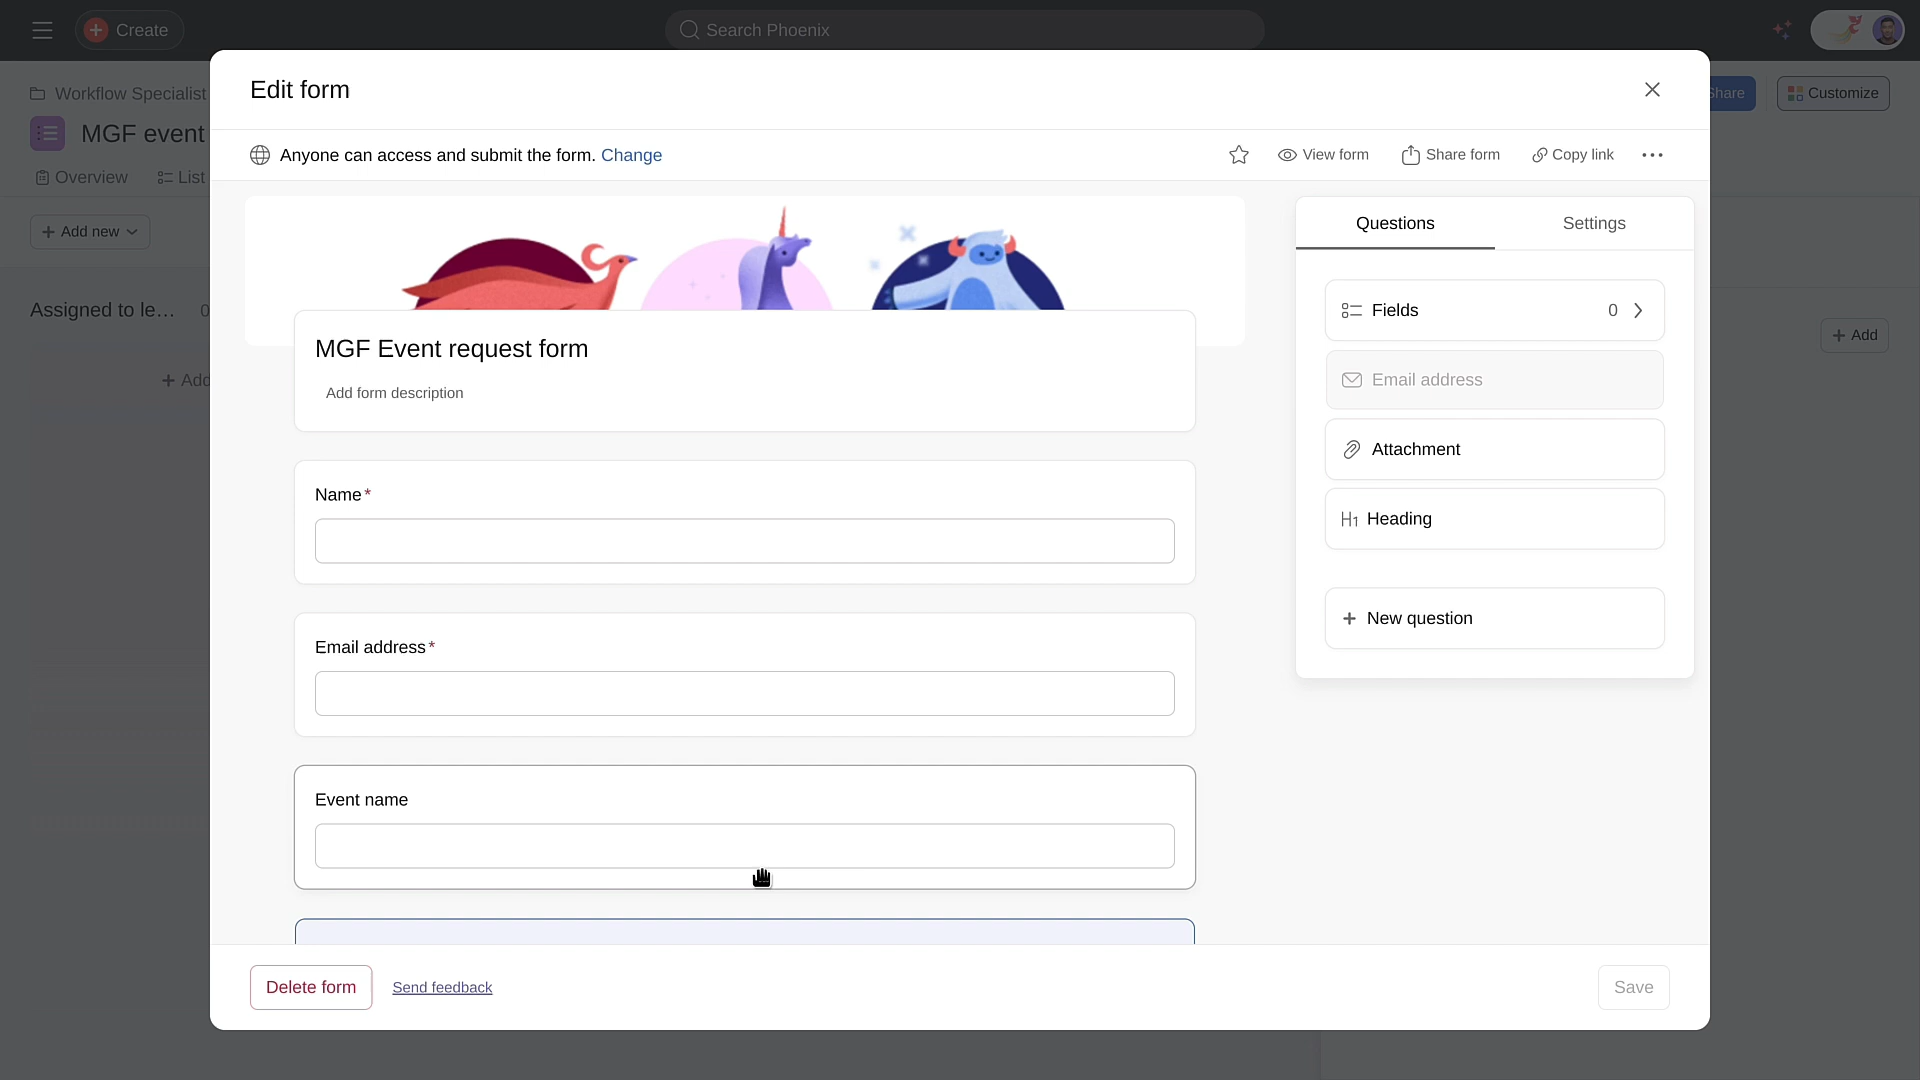 Create
Search Phoenix
Workflow Specialist
Share
Customize
MGF event
Overview
List
Add new
Assigned to le... 0
Add
Add
Edit form
Anyone can access and submit the form. Change
View form
Share form
Copy link
MGF Event request form
Add form description
Name*
Email address*
Event name
Questions
Settings
Fields 0
Email address
Attachment
H1 Heading
New question
Delete form
Send feedback
Save